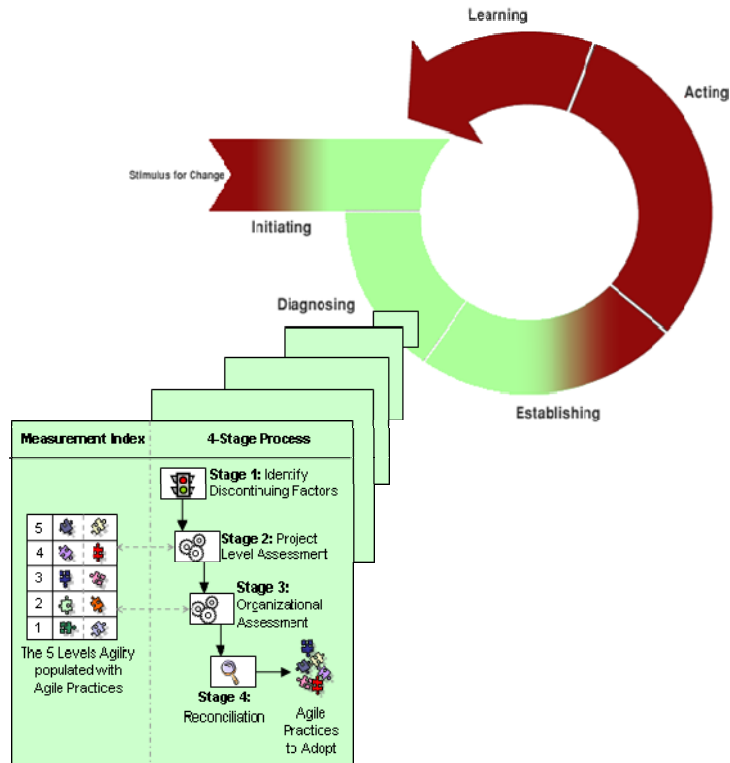 Learning
Acting
Stimulus for Change
Initiating
Diagnosing
Establishing
Measurement Index
4-Stage Process
Stage 1: Identify
Discontinuing Factors
Stage 2: Project
Level Assessment
Stage 3:
Organizational
Assessment
Stage 4:
Reconciliation
5
4
3
2
1
The 5 Levels Agility
populated with
Agile Practices
Agile
Practices
to Adopt